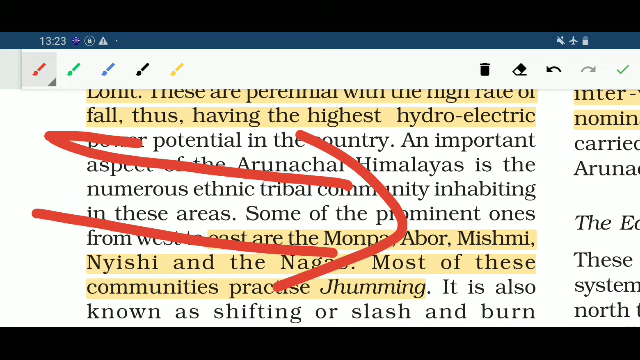 13:23
Lohit. These are perennial with the high rate of
fall, thus, having the highest hydro-electric
power potential in the country. An important
aspect of the Arunachal Himalayas is the
numerous ethnic tribal community inhabiting
in these areas. Some of the prominent ones
from west to east are the Monpa, Abor, Mishmi,
Nyishi and the Nagas. Most of these
communities practise Jhumming. It is also
known as shifting or slash and burn
inter-v
nomin
carried
Aruna
The Ea
These
system
north t